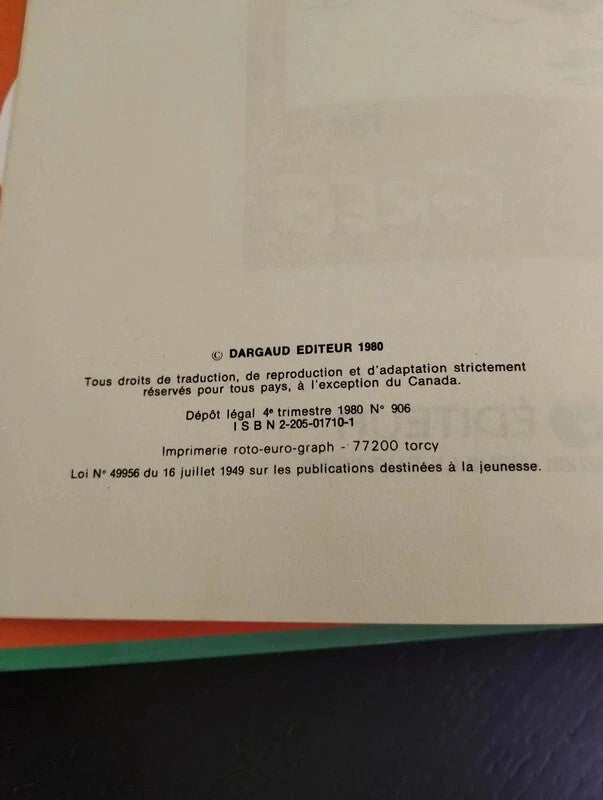 © DARGAUD EDITEUR 1980
Tous droits de traduction, de reproduction et d'adaptation strictement
réservés pour tous pays, à l'exception du Canada.
Dépôt légal 4e trimestre 1980 N° 906
I S B N 2-205-01710-1
Imprimerie roto-euro-graph - 77200 torcy
Loi N° 49956 du 16 juillet 1949 sur les publications destinées à la jeunesse.